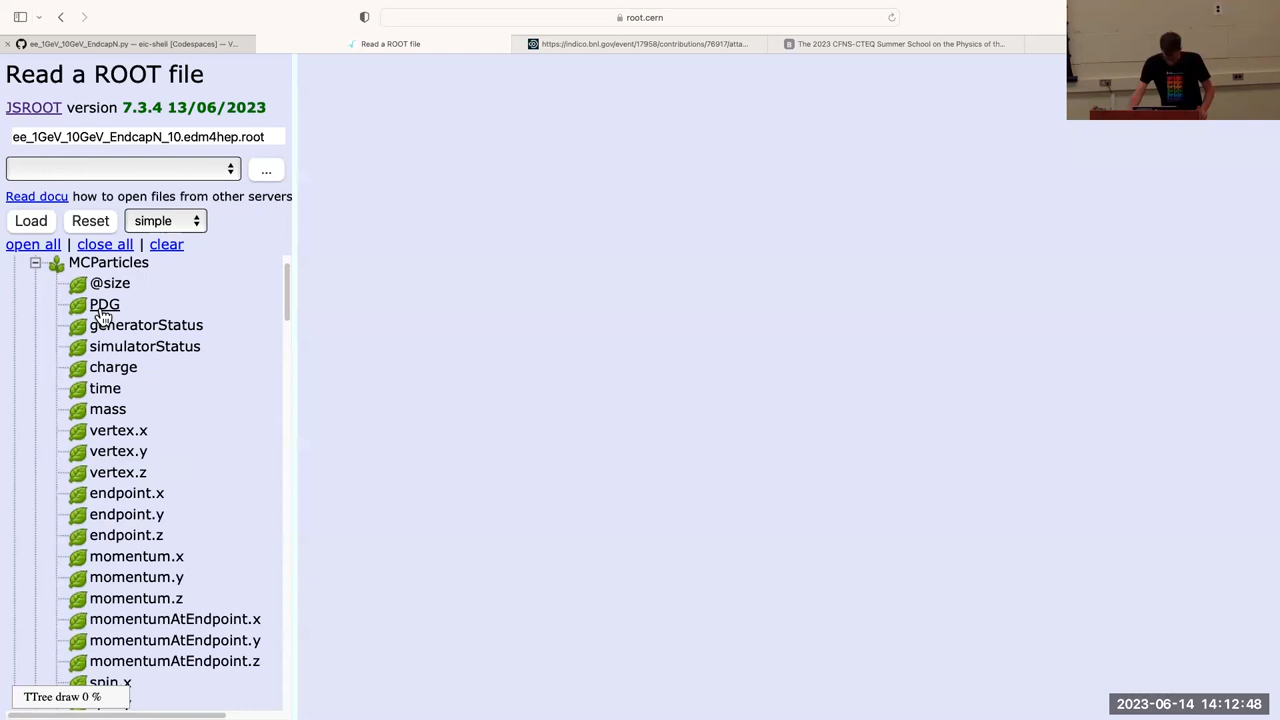 root.cern
ee_1GeV_10GeV_EndcapN.py — eic-shell [Codespaces] — V...
Read a ROOT file
https://indico.bnl.gov/event/17958/contributions/76917/atta...
The 2023 CFNS-CTEQ Summer School on the Physics of th...
Read a ROOT file
JSROOT version 7.3.4 13/06/2023
ee_1GeV_10GeV_EndcapN_10.edm4hep.root
...
Read docu how to open files from other servers
Load Reset simple
open all | close all | clear
MCParticles
@size
PDG
generatorStatus
simulatorStatus
charge
time
mass
vertex.x
vertex.y
vertex.z
endpoint.x
endpoint.y
endpoint.z
momentum.x
momentum.y
momentum.z
momentumAtEndpoint.x
momentumAtEndpoint.y
momentumAtEndpoint.z
spin.x
TTree draw 0 %
2023-06-14 14:12:48